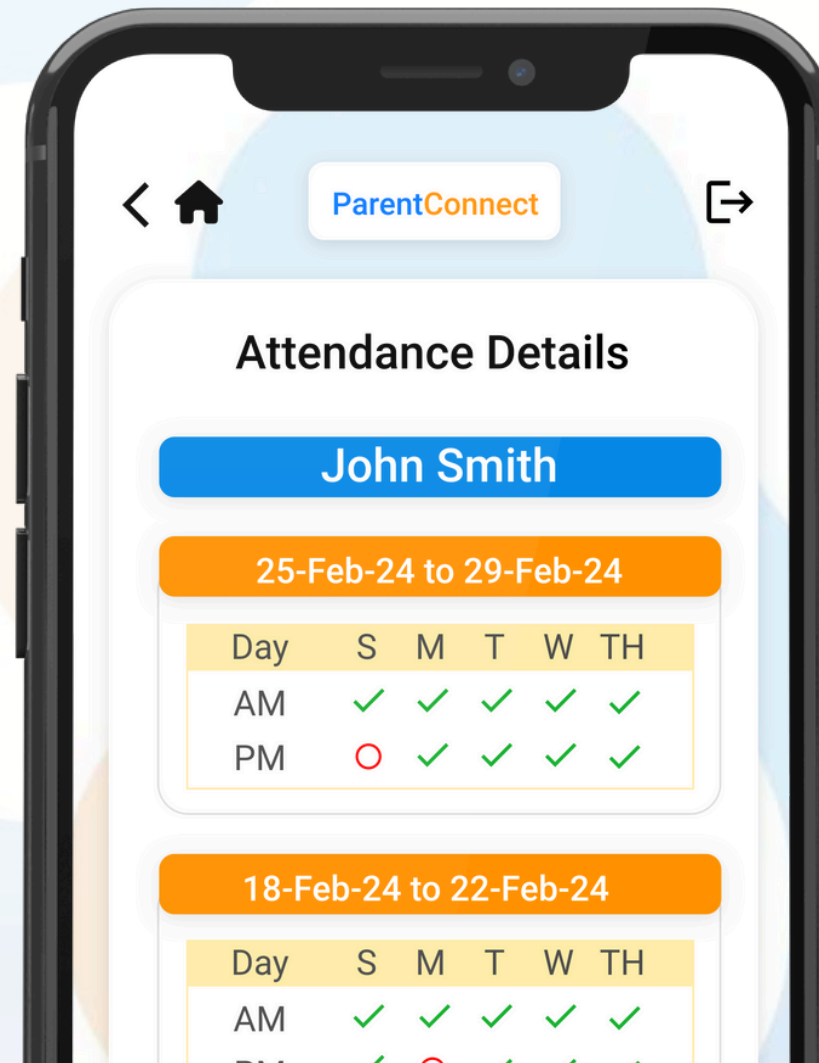 ParentConnect
Attendance Details
John Smith
25-Feb-24 to 29-Feb-24
Day S M T W TH
AM
PM
18-Feb-24 to 22-Feb-24
Day S M T W TH
AM